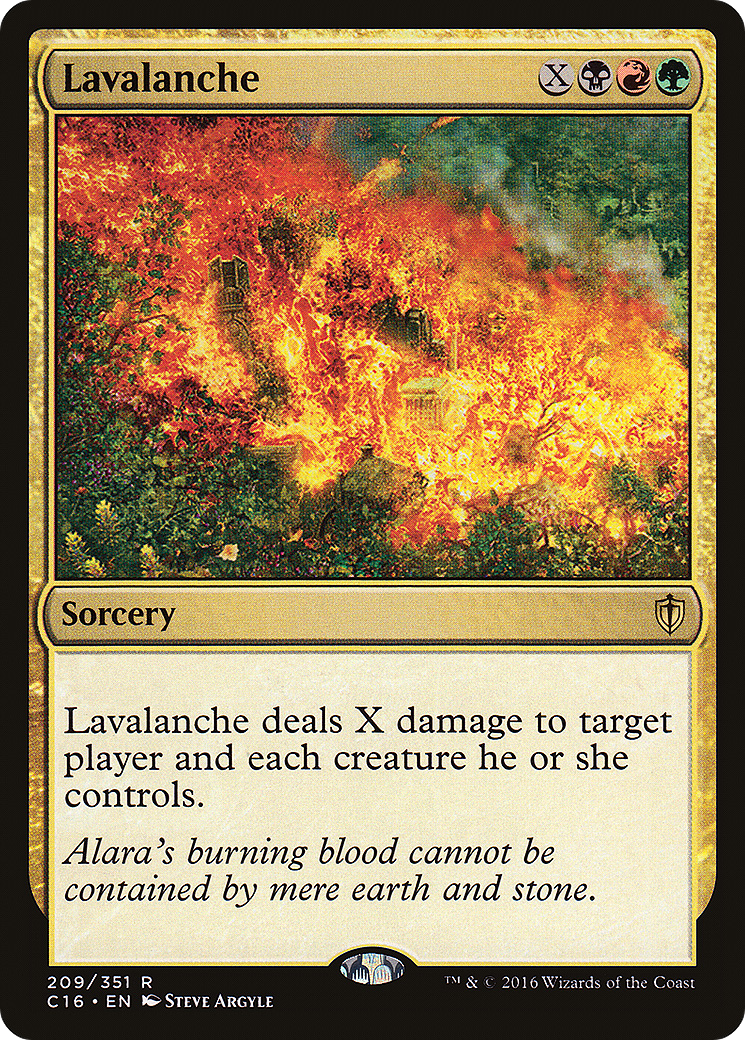 Lavalanche X
Sorcery
Lavalanche deals X damage to target
player and each creature he or she
controls.
Alara's burning blood cannot be
contained by mere earth and stone.
209/351 R
C16 • EN Steve Argyle
™ & © 2016 Wizards of the Coast